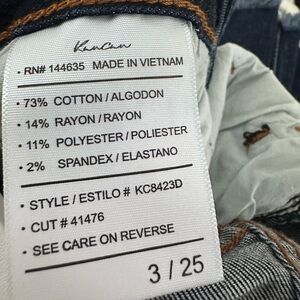 KanCan
• RN# 144635 MADE IN VIETNAM
• 73% COTTON / ALGODON
• 14% RAYON / RAYON
• 11% POLYESTER / POLIESTER
• 2% SPANDEX / ELASTANO
• STYLE / ESTILO # KC8423D
• CUT # 41476
• SEE CARE ON REVERSE
3 / 25